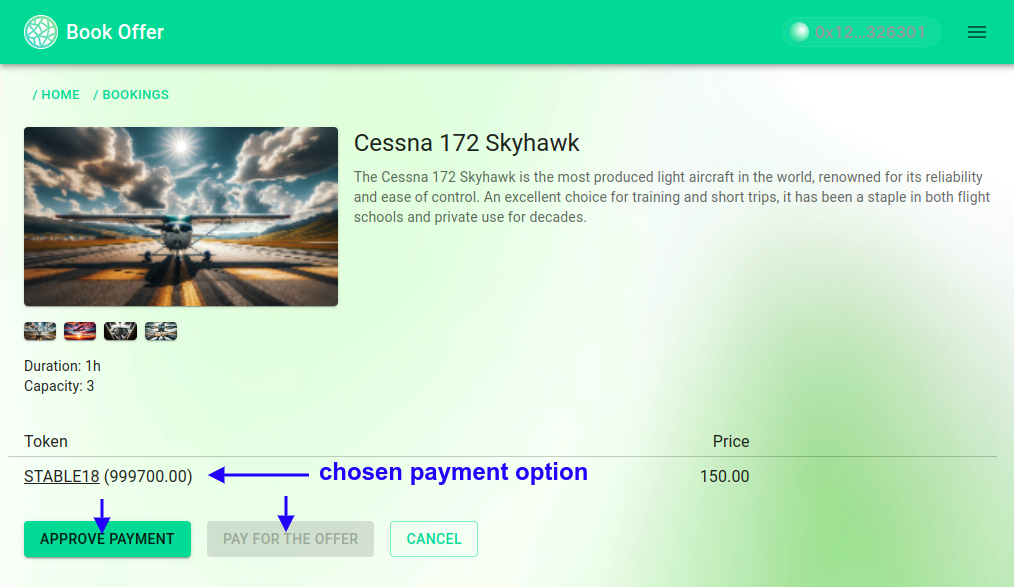 Book Offer
0x12...326301
/ HOME / BOOKINGS
Cessna 172 Skyhawk
The Cessna 172 Skyhawk is the most produced light aircraft in the world, renowned for its reliability
and ease of control. An excellent choice for training and short trips, it has been a staple in both flight
schools and private use for decades.
Duration: 1h
Capacity: 3
Token Price
STABLE18 (999700.00) chosen payment option 150.00
APPROVE PAYMENT PAY FOR THE OFFER CANCEL